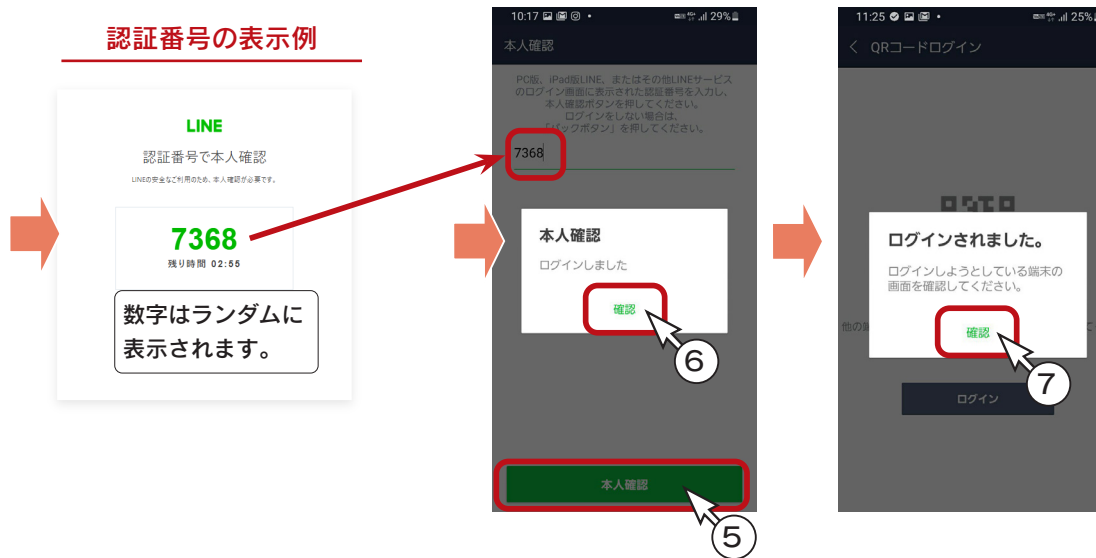 認証番号の表示例
LINE
認証番号で本人確認
LINEの安全なご利用のため、本人確認が必要です。
7368
残り時間 02:55
数字はランダムに
表示されます。
10:17 29%
本人確認
PC版、iPad版LINE、またはその他LINEサービス
のログイン画面に表示された認証番号を入力し、
本人確認ボタンを押してください。
ログインをしない場合は、
「バックボタン」を押してください。
7368
本人確認
ログインしました
確認
⑥
本人確認
⑤
11:25 25%
< QRコードログイン
ログインされました。
ログインしようとしている端末の
画面を確認してください。
他の
確認
⑦
ログイン